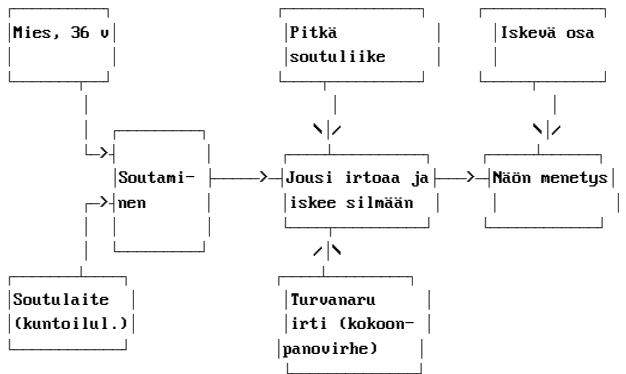 Mies, 36 v
Pitkä
soutuliike
Iskevä osa
Soutami-
nen
Jousi irtoaa ja
iskee silmään
Näön menetys
Soutulaite
(kuntoilul.)
Turvanaru
irti (kokoon-
panovirhe)